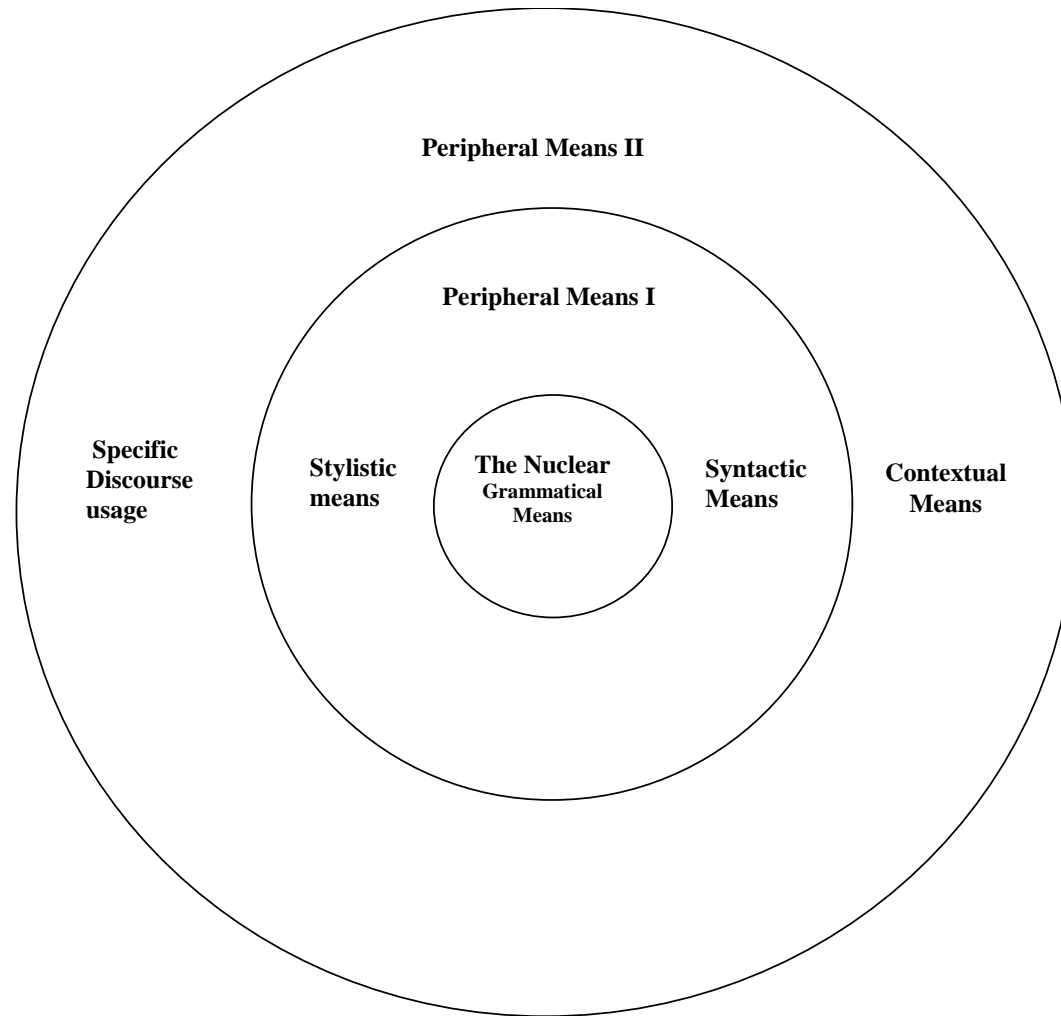 Peripheral Means II
Peripheral Means I
Specific
Discourse
usage
Stylistic
means
The Nuclear
Grammatical
Means
Syntactic
Means
Contextual
Means